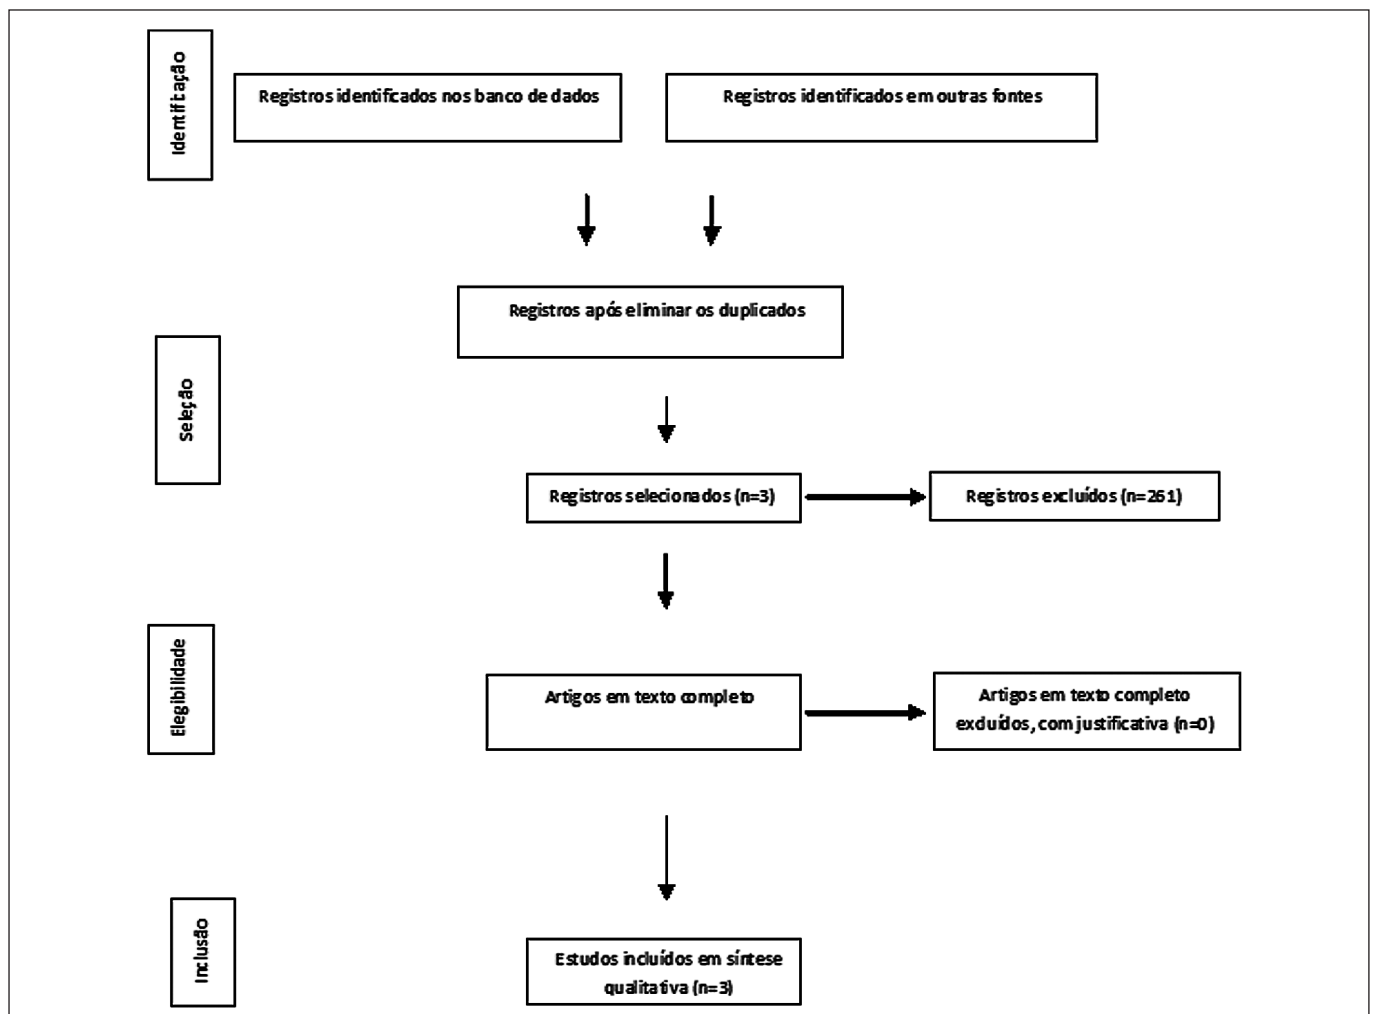 Identificação
Registros identificados nos banco de dados
Registros identificados em outras fontes
Registros após eliminar os duplicados
Seleção
Registros selecionados (n=3)
Registros excluídos (n=261)
Elegibilidade
Artigos em texto completo
Artigos em texto completo
excluídos, com justificativa (n=0)
Inclusão
Estudos incluídos em síntese
qualitativa (n=3)